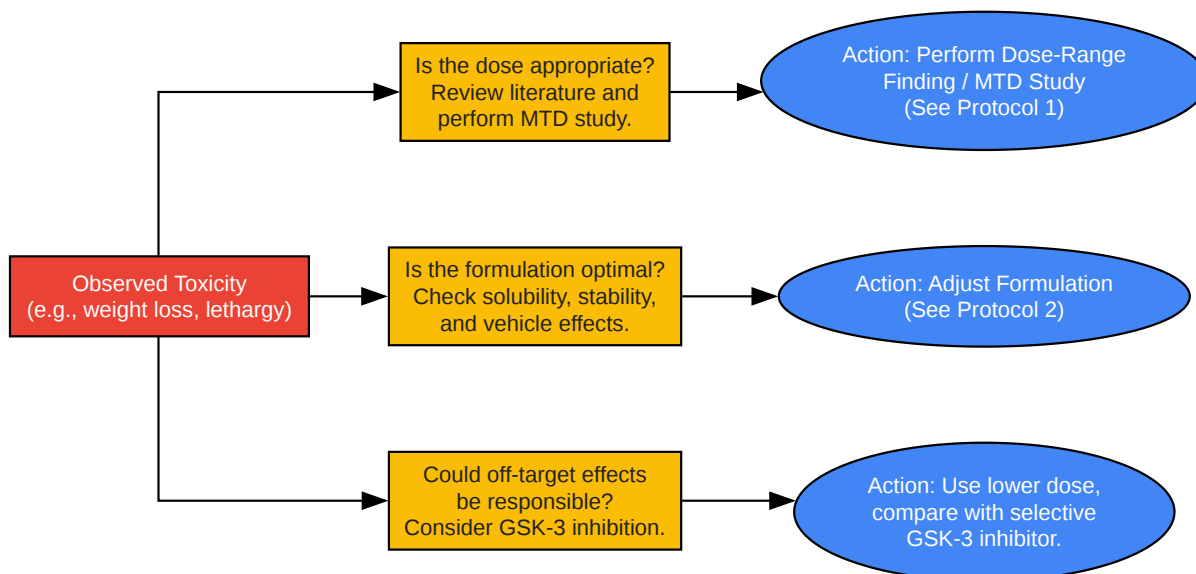 Is the dose appropriate?
Review literature and
perform MTD study.
Action: Perform Dose-Range
Finding / MTD Study
(See Protocol 1)
Observed Toxicity
(e.g., weight loss, lethargy)
Is the formulation optimal?
Check solubility, stability,
and vehicle effects.
Action: Adjust Formulation
(See Protocol 2)
Could off-target effects
be responsible?
Consider GSK-3 inhibition.
Action: Use lower dose,
compare with selective
GSK-3 inhibitor.